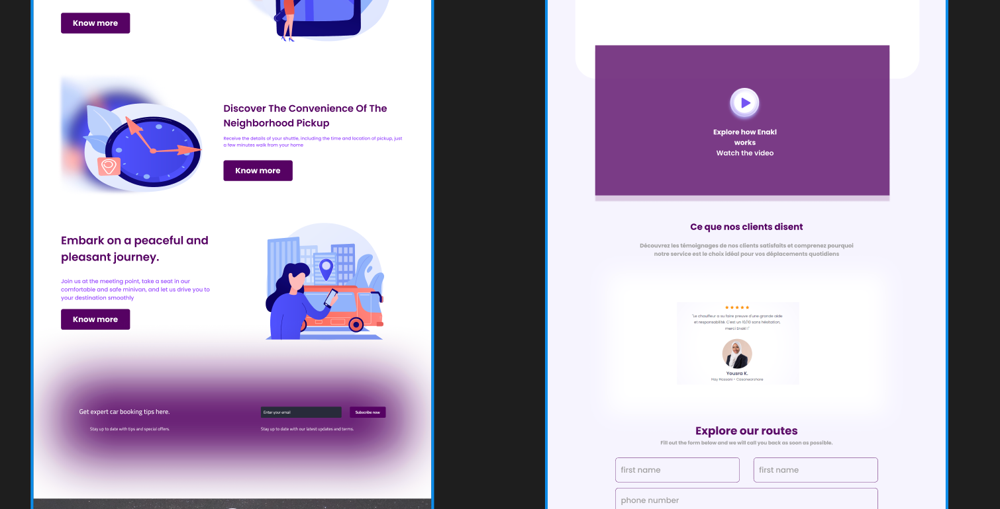 Know more
Discover The Convenience Of The
Neighborhood Pickup
Receive the details of your shuttle, including the time and location of pickup, just
a few minutes walk from your home
Know more
Embark on a peaceful and
pleasant journey.
Join us at the meeting point, take a seat in our
comfortable and safe minivan, and let us drive you to
your destination smoothly
Know more
Get expert car booking tips here.
Stay up to date with tips and special offers.
Enter your email
Subscribe now
Stay up to date with our latest updates and terms.
Explore how Enakl
works
Watch the video
Ce que nos clients disent
Découvrez les témoignages de nos clients satisfaits et comprenez pourquoi
notre service est le choix idéal pour vos déplacements quotidiens
"Le chauffeur a su faire preuve d'une grande aide
et responsabilité. C'est un 10/10 sans hésitation,
merci Enakl !"
Yousra K.
Hay Hassani - Casanearshore
Explore our routes
Fill out the form below and we will call you back as soon as possible.
first name
first name
phone number